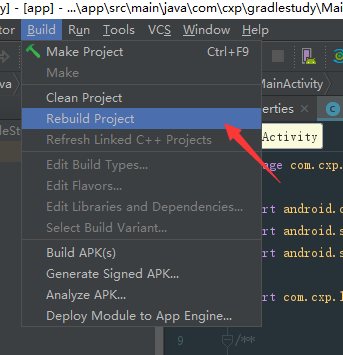 y] - [app] - ...\app\src\main\java\com\cxp\gradlestudy\Mai
tor Build Run Tools VCS Window Help
Make Project Ctrl+F9
Make
Clean Project
Rebuild Project
Refresh Linked C++ Projects
Edit Build Types...
Edit Flavors...
Edit Libraries and Dependencies...
Select Build Variant...
Build APK(s)
Generate Signed APK...
Analyze APK...
Deploy Module to App Engine...
va
MainActivity
erties
C
Activity
age com.cxp.
rt android.
rt android.s
rt android.s
rt com.cxp.l
9 /**